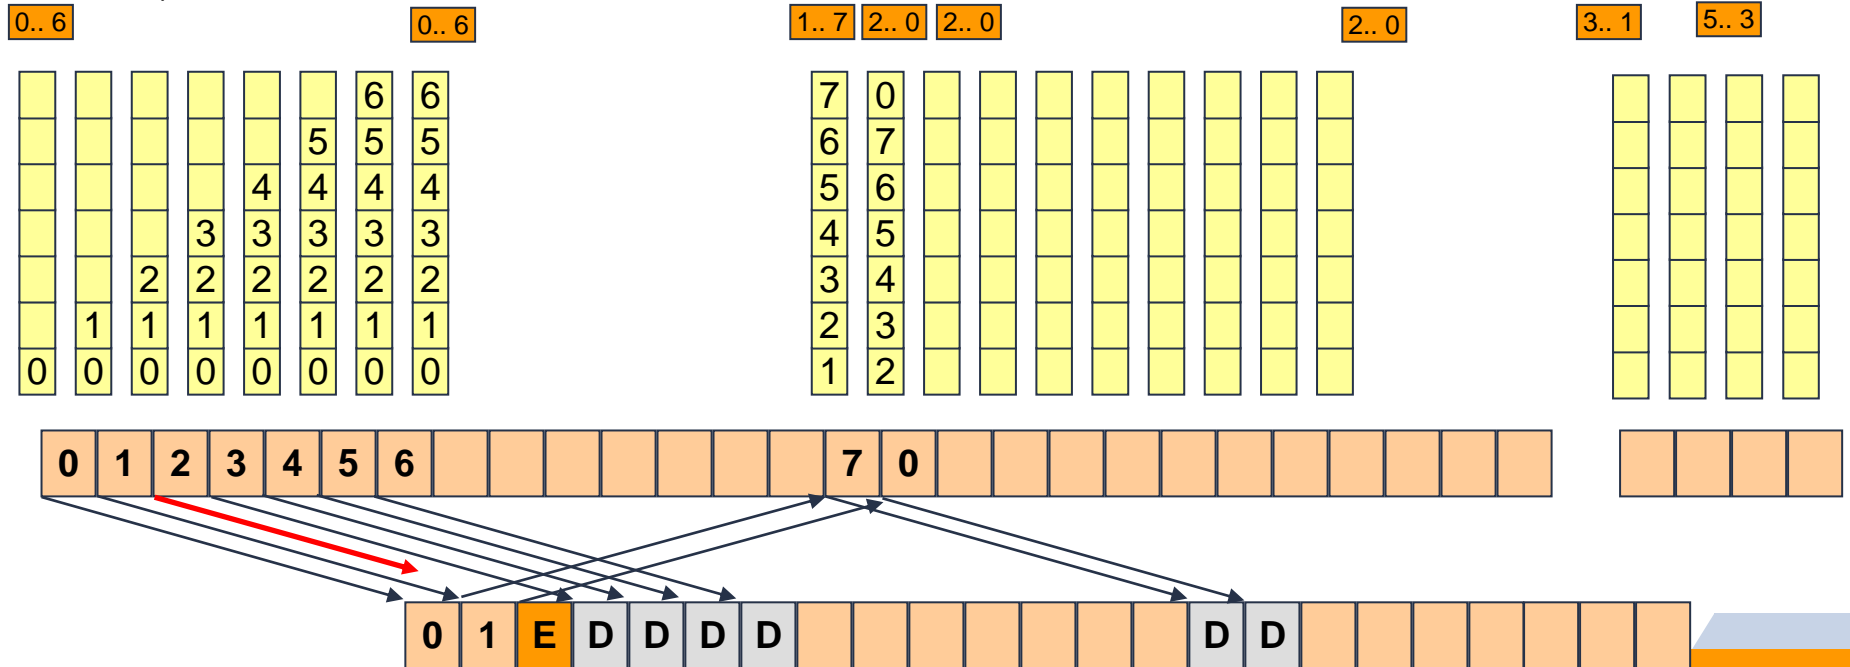 0.. 6 0.. 6 1.. 7 2.. 0 2.. 0 2.. 0 3.. 1 5.. 3
6 6 7 0
5 5 5 6 7
4 4 4 4 5 6
3 3 3 3 3 4 5
2 2 2 2 2 2 3 4
1 1 1 1 1 1 1 2 3
0 0 0 0 0 0 0 0 1 2
0 1 2 3 4 5 6 7 0
0 1 E D D D D D D